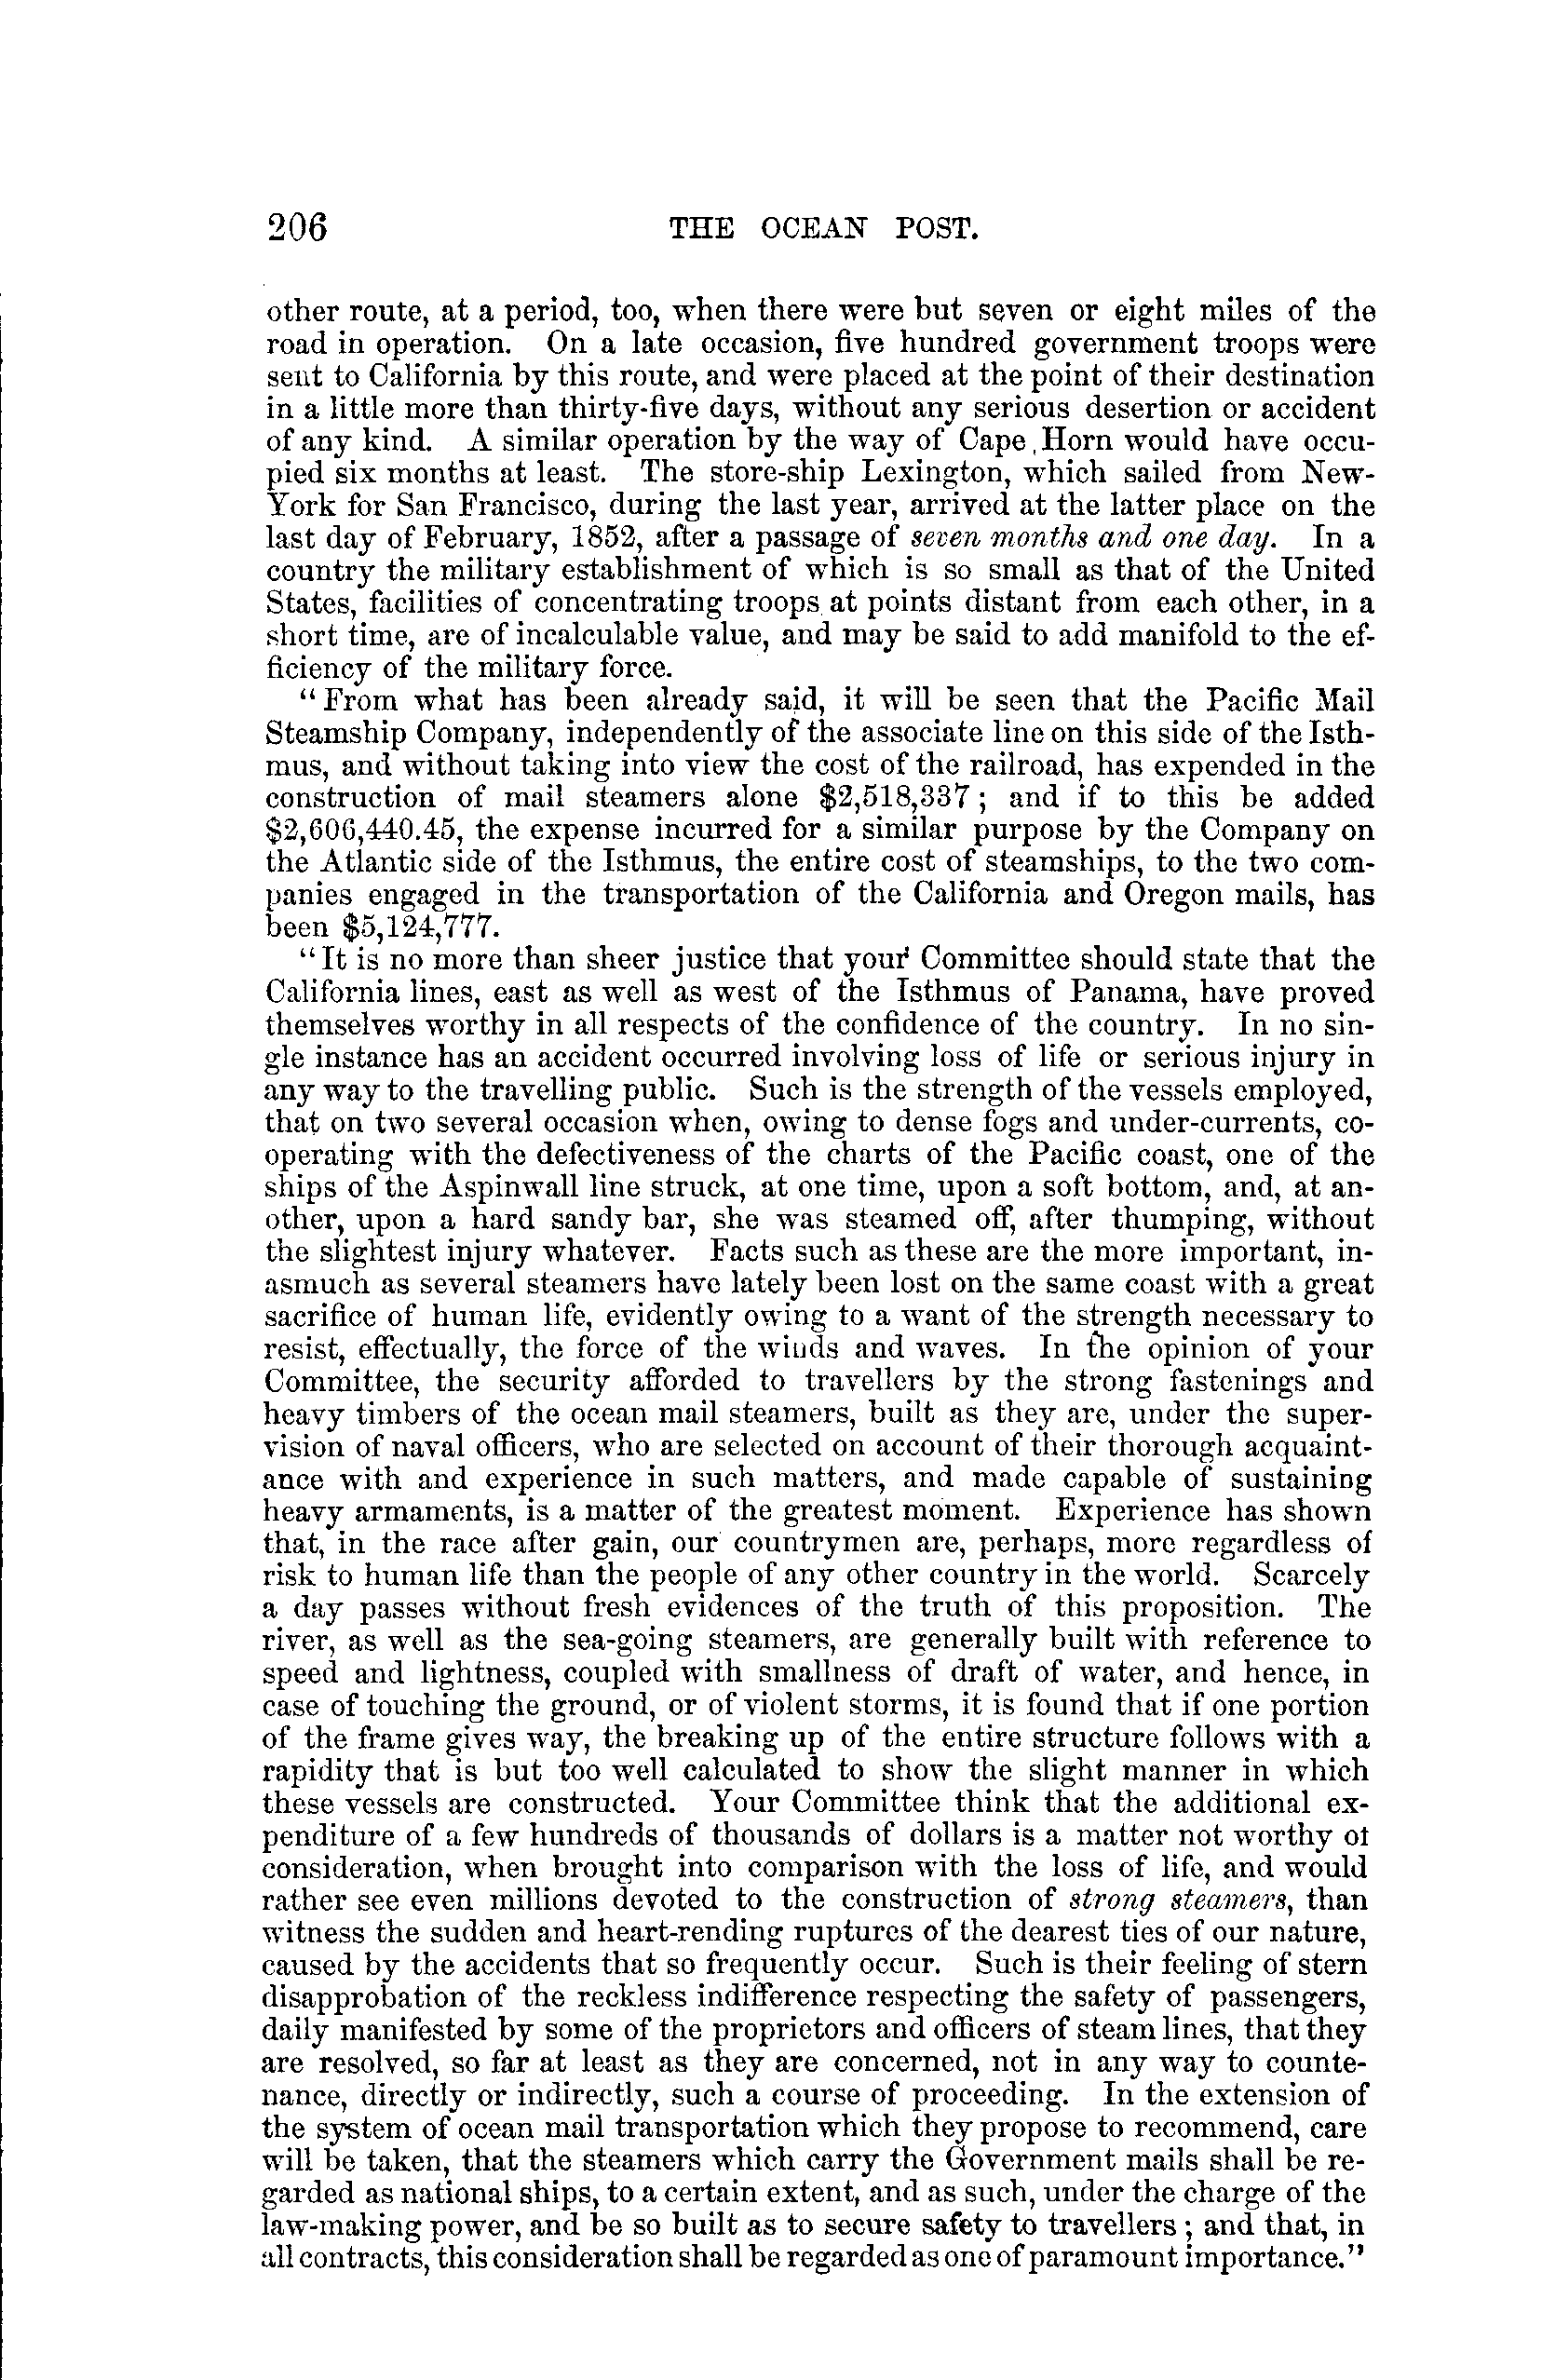 206 THE OCEAN POST.
other route, at a period, too, when there were but seven or eight miles of the
road in operation. On a late occasion, five hundred government troops were
sent to California by this route, and were placed at the point of their destination
in a little more than thirty-five days, without any serious desertion or accident
of any kind. A similar operation by the way of Cape Horn would have occu-
pied six months at least. The store-ship Lexington, which sailed from New-
York for San Francisco, during the last year, arrived at the latter place on the
last day of February, 1852, after a passage of seven months and one day. In a
country the military establishment of which is so small as that of the United
States, facilities of concentrating troops at points distant from each other, in a
short time, are of incalculable value, and may be said to add manifold to the ef-
ficiency of the military force.
"From what has been already said, it will be seen that the Pacific Mail
Steamship Company, independently of the associate line on this side of the Isth-
mus, and without taking into view the cost of the railroad, has expended in the
construction of mail steamers alone $2,518,337; and if to this be added
$2,606,440.45, the expense incurred for a similar purpose by the Company on
the Atlantic side of the Isthmus, the entire cost of steamships, to the two com-
panies engaged in the transportation of the California and Oregon mails, has
been $5,124,777.
"It is no more than sheer justice that your Committee should state that the
California lines, east as well as west of the Isthmus of Panama, have proved
themselves worthy in all respects of the confidence of the country. In no sin-
gle instance has an accident occurred involving loss of life or serious injury in
any way to the travelling public. Such is the strength of the vessels employed,
that on two several occasion when, owing to dense fogs and under-currents, co-
operating with the defectiveness of the charts of the Pacific coast, one of the
ships of the Aspinwall line struck, at one time, upon a soft bottom, and, at an-
other, upon a hard sandy bar, she was steamed off, after thumping, without
the slightest injury whatever. Facts such as these are the more important, in-
asmuch as several steamers have lately been lost on the same coast with a great
sacrifice of human life, evidently owing to a want of the strength necessary to
resist, effectually, the force of the winds and waves. In the opinion of your
Committee, the security afforded to travellers by the strong fastenings and
heavy timbers of the ocean mail steamers, built as they are, under the super-
vision of naval officers, who are selected on account of their thorough acquaint-
ance with and experience in such matters, and made capable of sustaining
heavy armaments, is a matter of the greatest moment. Experience has shown
that, in the race after gain, our countrymen are, perhaps, more regardless of
risk to human life than the people of any other country in the world. Scarcely
a day passes without fresh evidences of the truth of this proposition. The
river, as well as the sea-going steamers, are generally built with reference to
speed and lightness, coupled with smallness of draft of water, and hence, in
case of touching the ground, or of violent storms, it is found that if one portion
of the frame gives way, the breaking up of the entire structure follows with a
rapidity that is but too well calculated to show the slight manner in which
these vessels are constructed. Your Committee think that the additional ex-
penditure of a few hundreds of thousands of dollars is a matter not worthy of
consideration, when brought into comparison with the loss of life, and would
rather see even millions devoted to the construction of strong steamers, than
witness the sudden and heart-rending ruptures of the dearest ties of our nature,
caused by the accidents that so frequently occur. Such is their feeling of stern
disapprobation of the reckless indifference respecting the safety of passengers,
daily manifested by some of the proprietors and officers of steam lines, that they
are resolved, so far at least as they are concerned, not in any way to counte-
nance, directly or indirectly, such a course of proceeding. In the extension of
the system of ocean mail transportation which they propose to recommend, care
will be taken, that the steamers which carry the Government mails shall be re-
garded as national ships, to a certain extent, and as such, under the charge of the
law-making power, and be so built as to secure safety to travellers; and that, in
all contracts, this consideration shall be regarded as one of paramount importance."